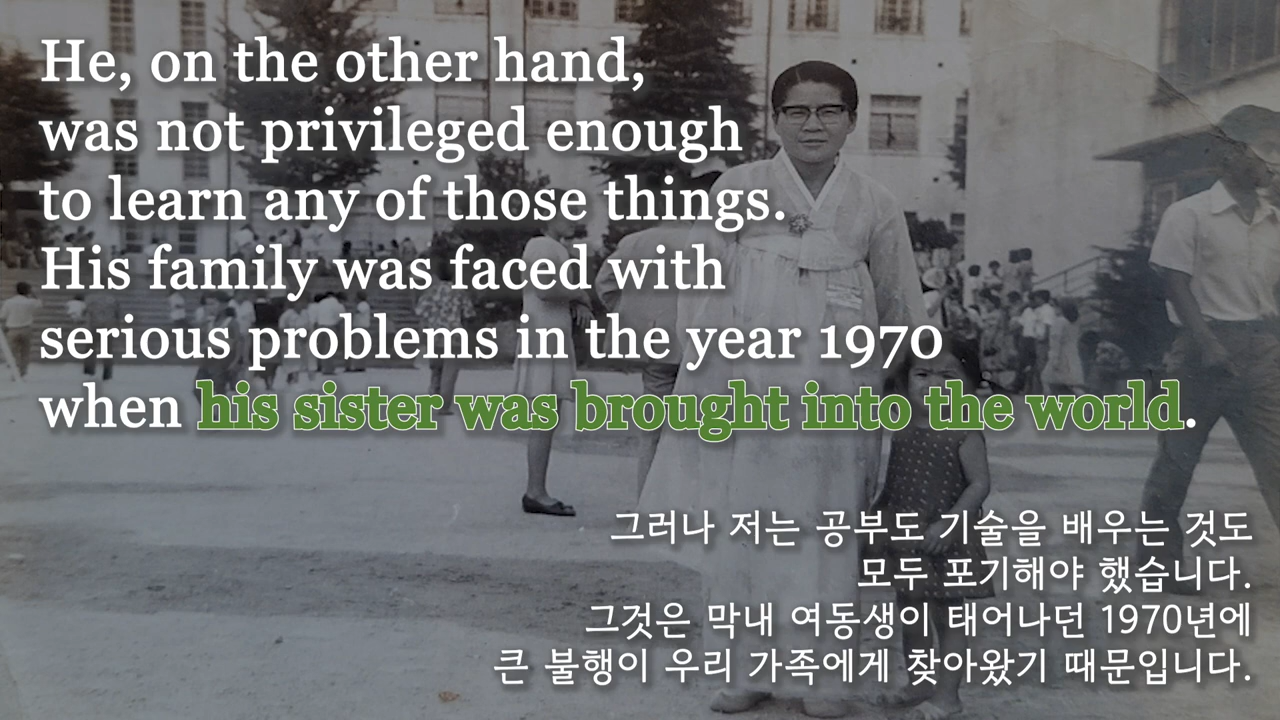 He, on the other hand,
was not privileged enough
to learn any of those things.
His family was faced with
serious problems in the year 1970
when his sister was brought into the world.
그러나 저는 공부도 기술을 배우는 것도
모두 포기해야 했습니다.
그것은 막내 여동생이 태어나던 1970년에
큰 불행이 우리 가족에게 찾아왔기 때문입니다.